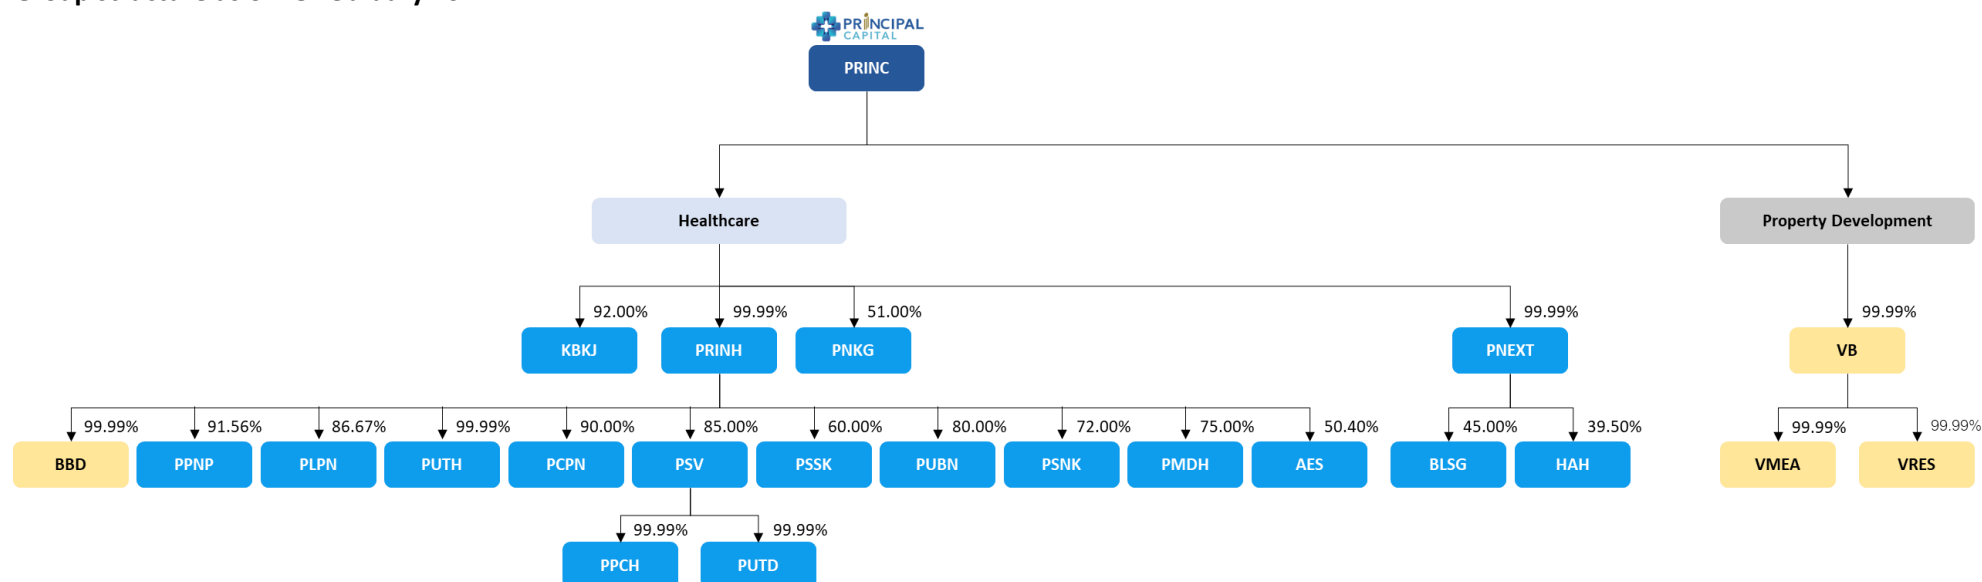 PRINCIPAL
CAPITAL
PRINC
Healthcare
Property Development
92.00%
99.99%
51.00%
99.99%
99.99%
KBKJ
PRINH
PNKG
PNEXT
VB
99.99%
91.56%
86.67%
99.99%
90.00%
85.00%
60.00%
80.00%
72.00%
75.00%
50.40%
45.00%
39.50%
99.99%
99.99%
BBD
PPNP
PLPN
PUTH
PCPN
PSV
PSSK
PUBN
PSNK
PMDH
AES
BLSG
HAH
VMEA
VRES
99.99%
99.99%
PPCH
PUTD